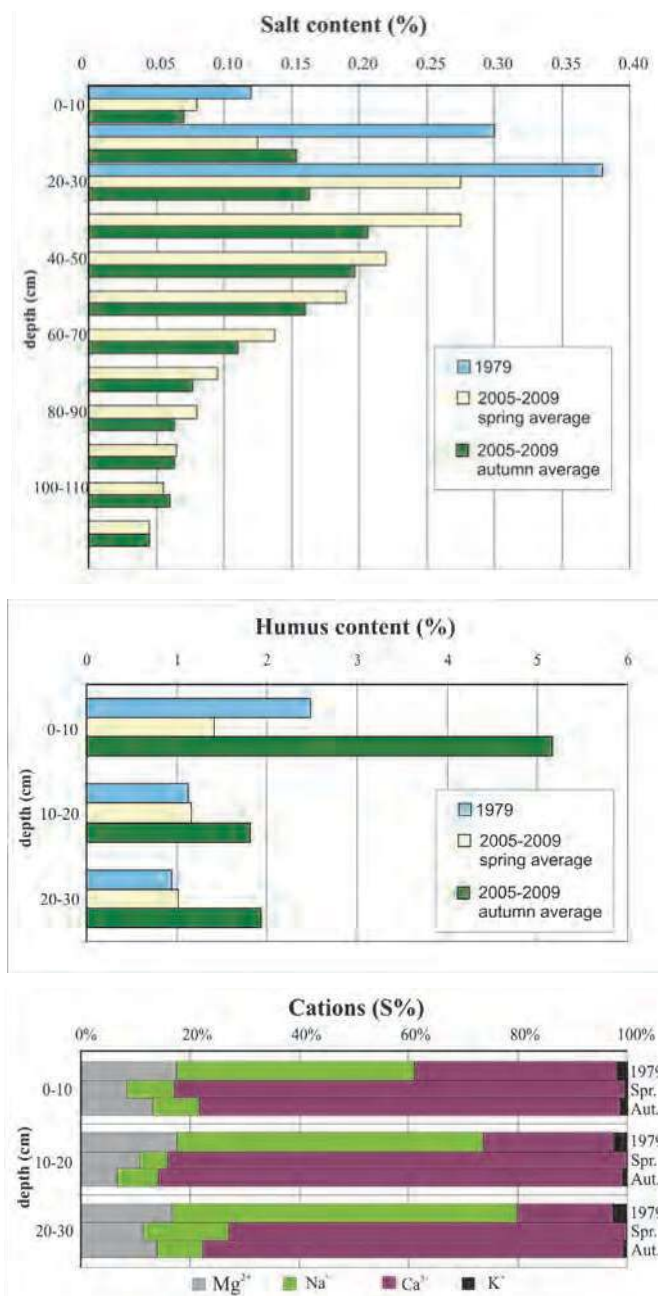 Salt content (%)
0 0.05 0.10 0.15 0.20 0.25 0.30 0.35 0.40
depth (cm)
0-10
20-30
40-50
60-70
80-90
100-110
1979
2005-2009
spring average
2005-2009
autumn average
Humus content (%)
0 1 2 3 4 5 6
depth (cm)
0-10
10-20
20-30
1979
2005-2009
spring average
2005-2009
autumn average
Cations (S%)
0% 20% 40% 60% 80% 100%
depth (cm)
0-10
1979
Spr.
Aut.
10-20
1979
Spr.
Aut.
20-30
1979
Spr.
Aut.
Mg²⁺ Na⁺ Ca²⁺ K⁺